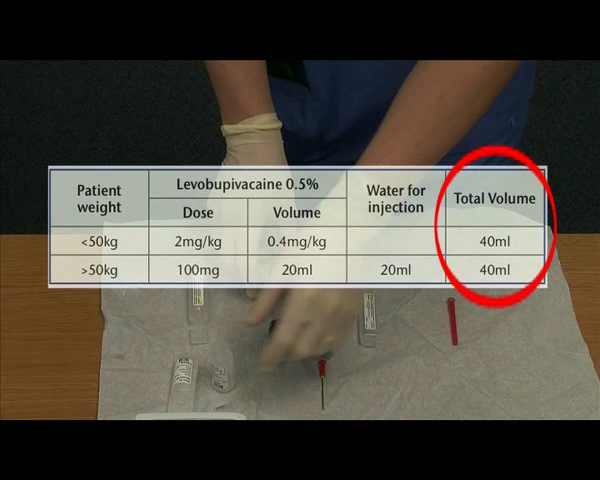 Patient weight
Levobupivacaine 0.5%
Water for injection
Total Volume
Dose
Volume
<50kg 2mg/kg 0.4mg/kg 40ml
>50kg 100mg 20ml 20ml 40ml